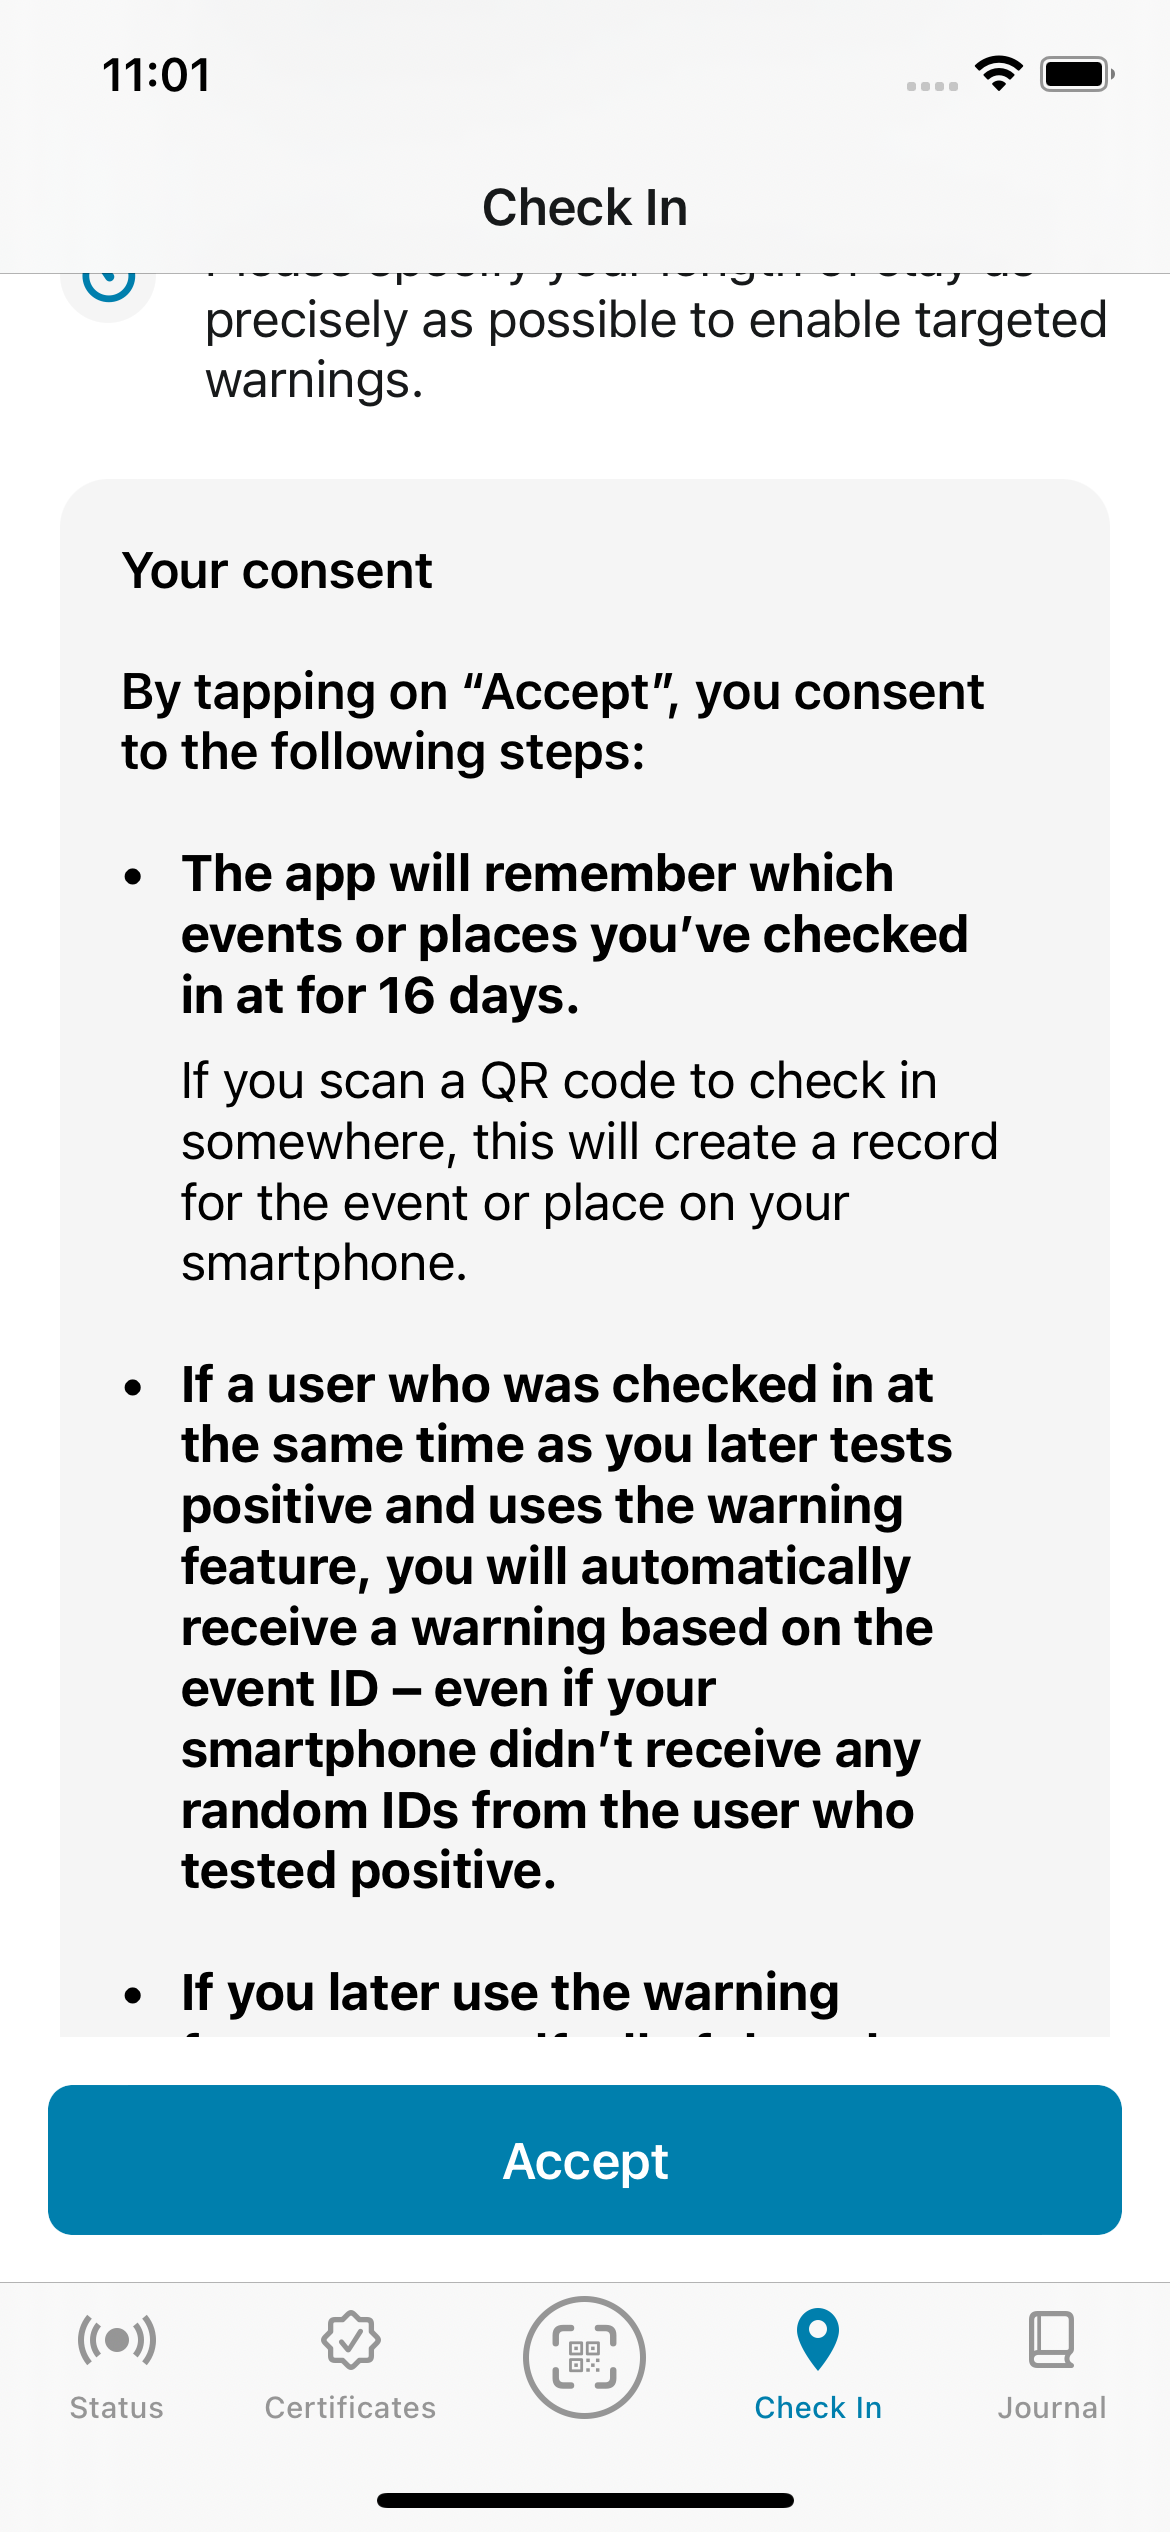 11:01
Check In
precisely as possible to enable targeted
warnings.
Your consent
By tapping on “Accept”, you consent
to the following steps:
• The app will remember which
events or places you’ve checked
in at for 16 days.
If you scan a QR code to check in
somewhere, this will create a record
for the event or place on your
smartphone.
• If a user who was checked in at
the same time as you later tests
positive and uses the warning
feature, you will automatically
receive a warning based on the
event ID – even if your
smartphone didn’t receive any
random IDs from the user who
tested positive.
• If you later use the warning
Accept
Status
Certificates
Check In
Journal